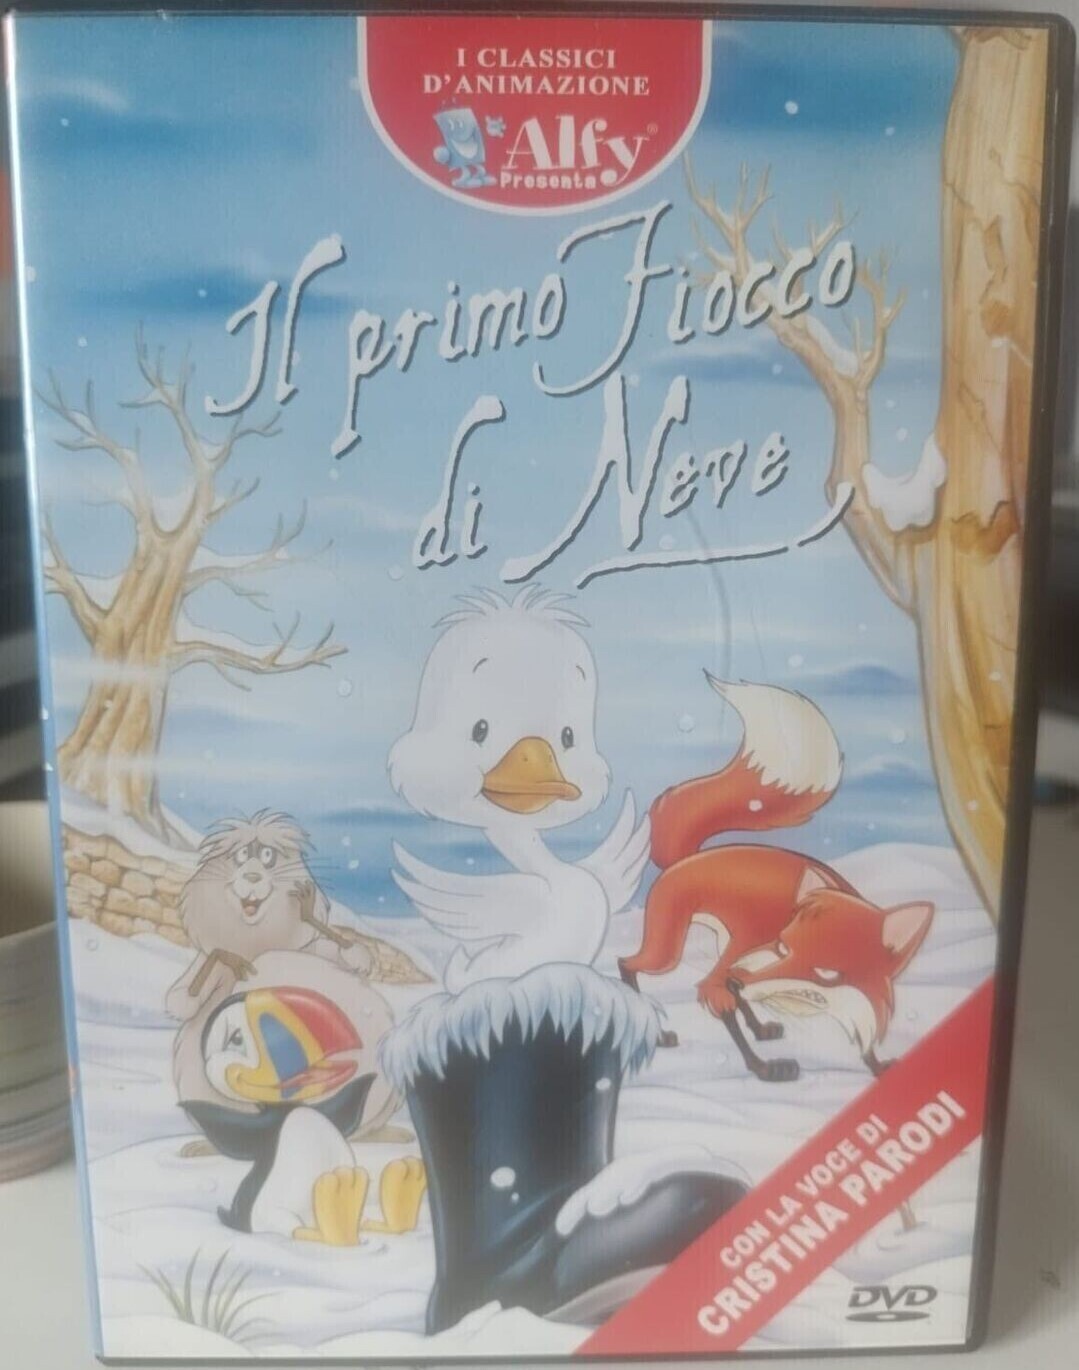 I CLASSICI
D'ANIMAZIONE
Alfy®
Presenta
Il primo Fiocco
di Neve
CON LA VOCE DI
CRISTINA PARODI
DVD